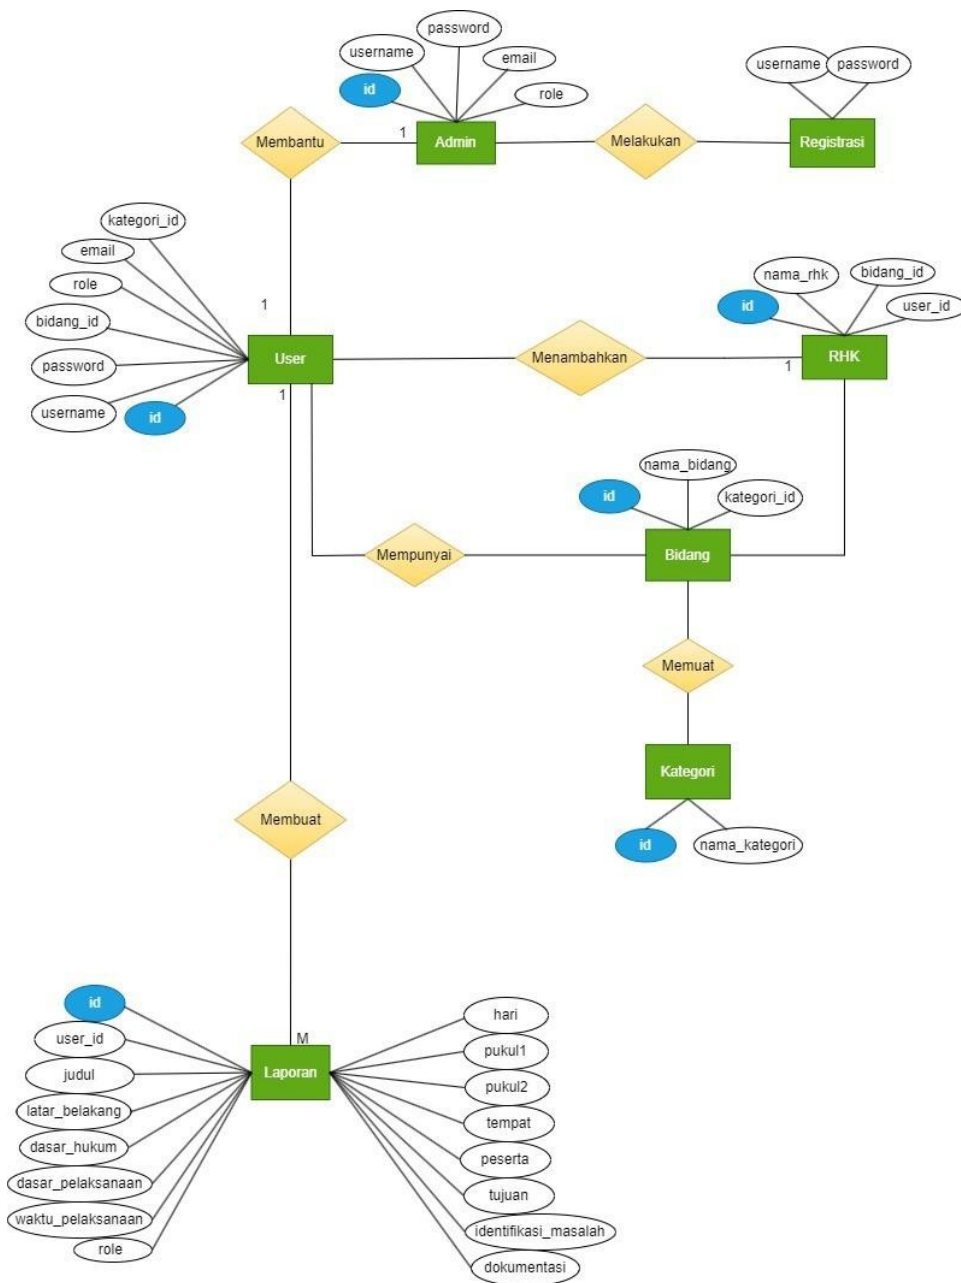 password
username
email
id
role
username
password
Membantu
1
Admin
Melakukan
Registrasi
kategori_id
email
role
bidang_id
password
username
id
1
User
1
Menambahkan
nama_rhk
bidang_id
id
user_id
1
RHK
nama_bidang
id
kategori_id
Mempunyai
Bidang
Memuat
Kategori
id
nama_kategori
Membuat
M
Laporan
id
user_id
judul
latar_belakang
dasar_hukum
dasar_pelaksanaan
waktu_pelaksanaan
role
hari
pukul1
pukul2
tempat
peserta
tujuan
identifikasi_masalah
dokumentasi